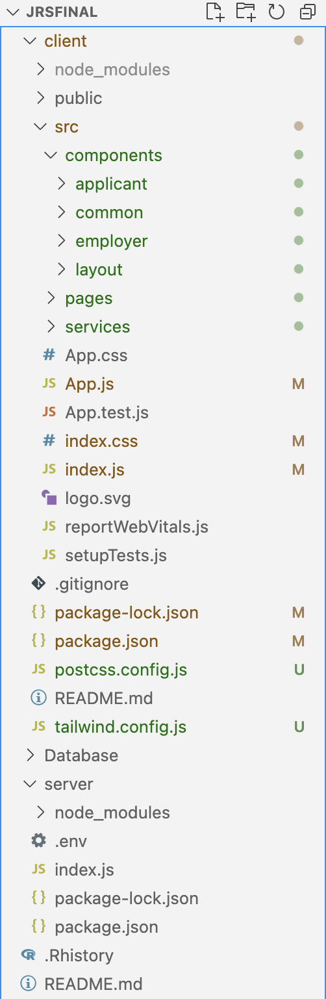 JRSFINAL
client
node_modules
public
src
components
applicant
common
employer
layout
pages
services
# App.css
JS App.js M
JS App.test.js
# index.css M
JS index.js M
logo.svg
JS reportWebVitals.js
JS setupTests.js
.gitignore
{} package-lock.json M
{} package.json M
JS postcss.config.js U
README.md
JS tailwind.config.js U
Database
server
node_modules
.env
JS index.js
{} package-lock.json
{} package.json
R .Rhistory
README.md